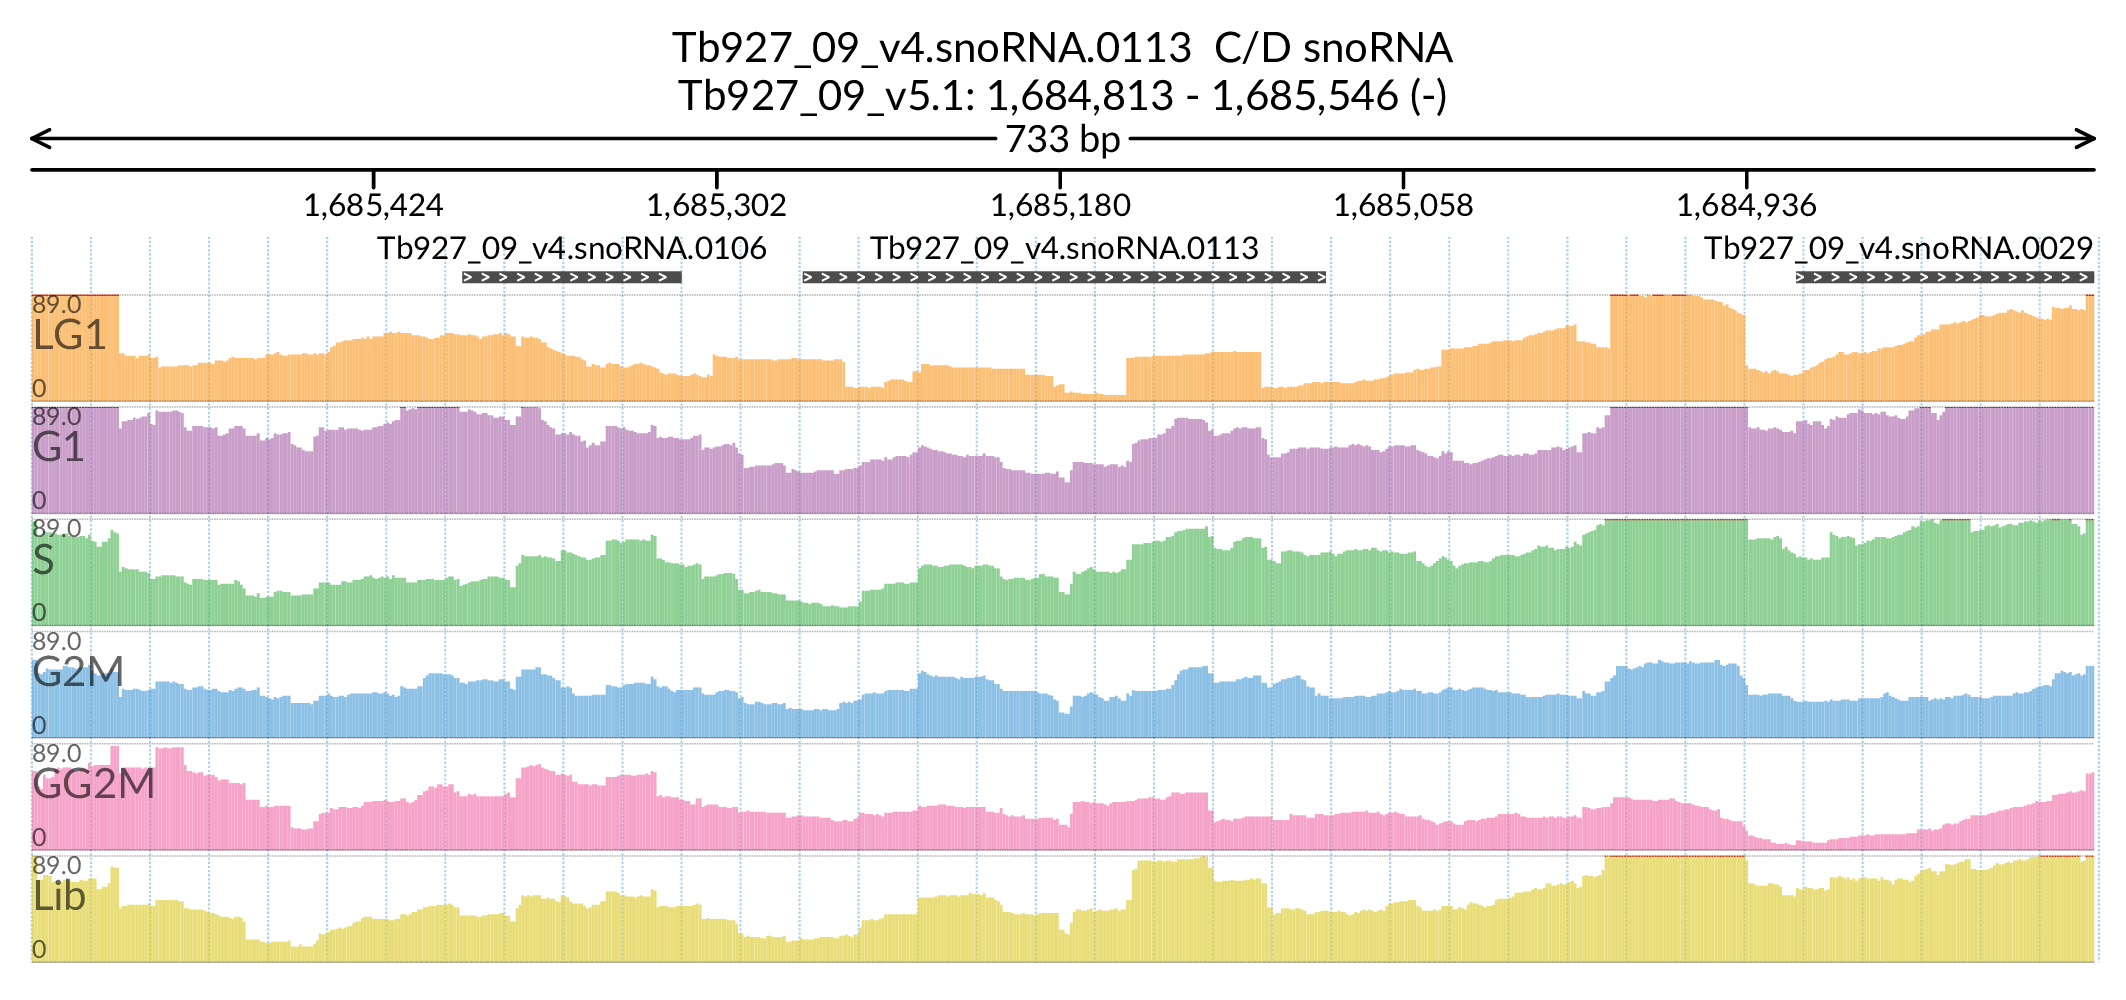 Tb927_09_v4.snoRNA.0113  C/D snoRNA
Tb927_09_v5.1: 1,684,813 - 1,685,546 (-)
733 bp
1,685,424 1,685,302 1,685,180 1,685,058 1,684,936
Tb927_09_v4.snoRNA.0106 Tb927_09_v4.snoRNA.0113 Tb927_09_v4.snoRNA.0029
89.0
LG1
0
89.0
G1
0
89.0
S
0
89.0
G2M
0
89.0
GG2M
0
89.0
Lib
0